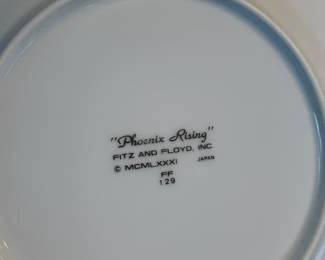 "Phoenix Rising"
FITZ AND FLOYD, INC.
© MCMLXXXI JAPAN
FF
129